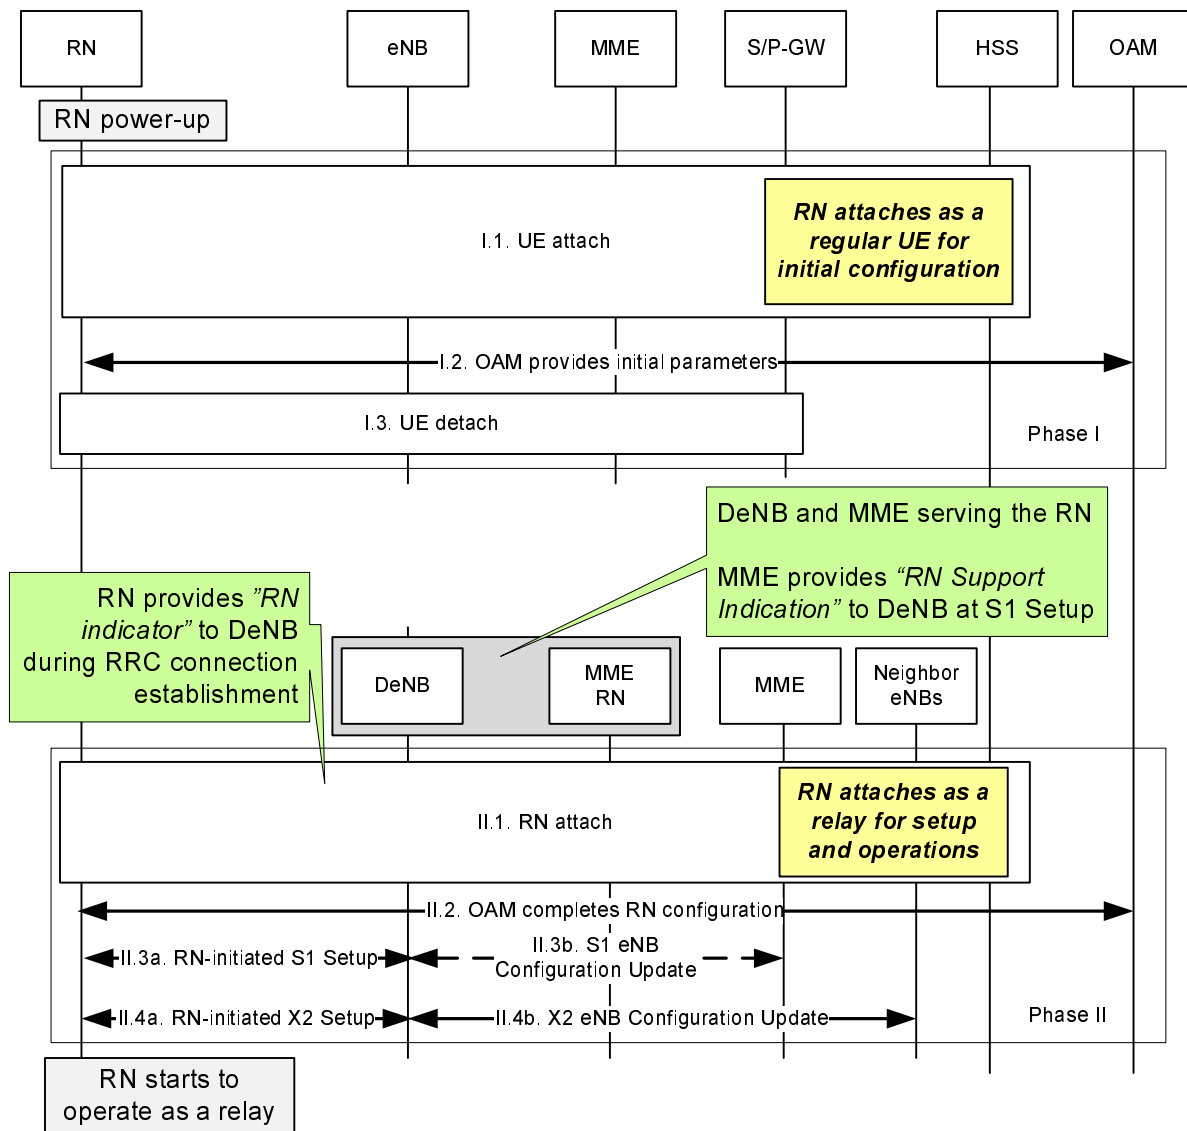 RN
eNB
MME
S/P-GW
HSS
OAM
RN power-up
I.1. UE attach
RN attaches as a
regular UE for
initial configuration
I.2. OAM provides initial parameters
I.3. UE detach
Phase I
DeNB and MME serving the RN
MME provides “RN Support
Indication” to DeNB at S1 Setup
RN provides ”RN
indicator” to DeNB
during RRC connection
establishment
DeNB
MME
RN
MME
Neighbor
eNBs
II.1. RN attach
RN attaches as a
relay for setup
and operations
II.2. OAM completes RN configuration
II.3a. RN-initiated S1 Setup
II.3b. S1 eNB
Configuration Update
II.4a. RN-initiated X2 Setup
II.4b. X2 eNB Configuration Update
Phase II
RN starts to
operate as a relay